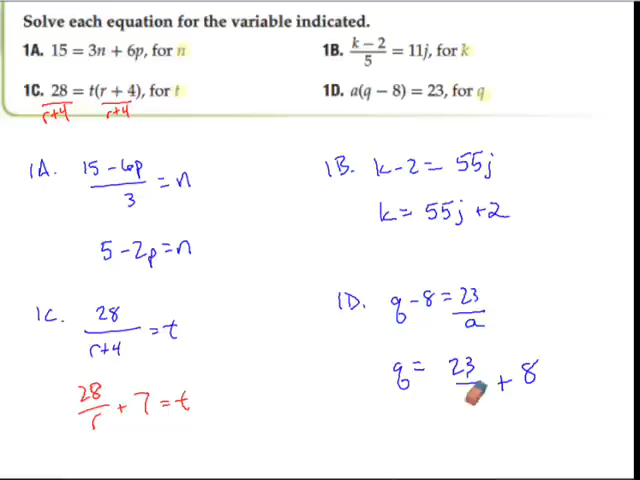 Solve each equation for the variable indicated.
1A. 15 = 3n + 6p, for n
1B. (k − 2)/5 = 11j, for k
1C. 28 = t(r + 4), for t
r+4 r+4
1D. a(q − 8) = 23, for q
1A. (15 − 6p)/3 = n
5 − 2p = n
1B. k − 2 = 55j
k = 55j + 2
1C. 28/(r+4) = t
28/r + 7 = t
1D. q − 8 = 23/a
q = 23/ + 8